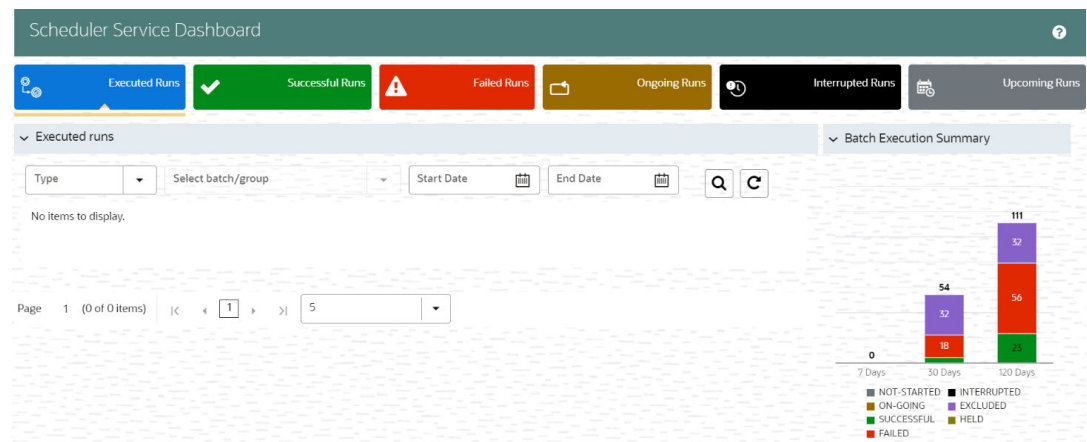 Scheduler Service Dashboard
?
Executed Runs
Successful Runs
Failed Runs
Ongoing Runs
Interrupted Runs
Upcoming Runs
Executed runs
Batch Execution Summary
Type
Select batch/group
Start Date
End Date
No items to display.
Page 1 (0 of 0 items) 1 5
111
32
54
56
32
18
23
0
7 Days 30 Days 120 Days
NOT-STARTED INTERRUPTED
ON-GOING EXCLUDED
SUCCESSFUL HELD
FAILED